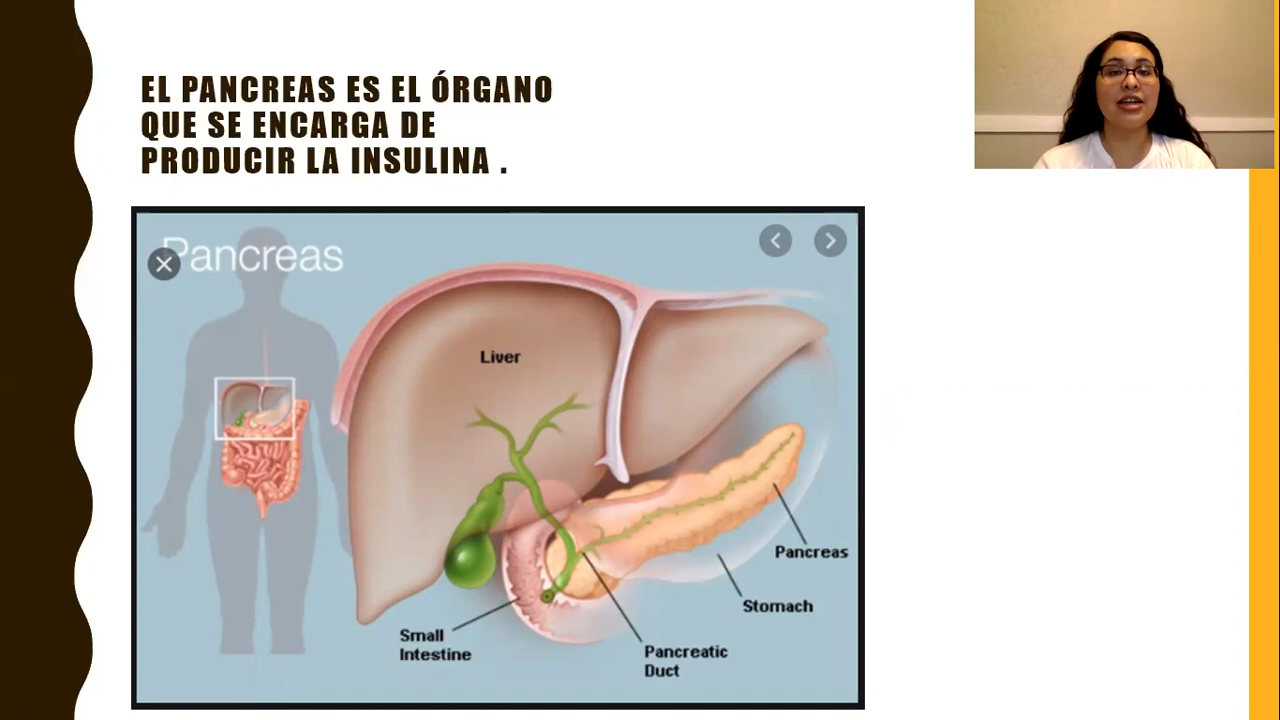 EL PANCREAS ES EL ÓRGANO
QUE SE ENCARGA DE
PRODUCIR LA INSULINA .
Pancreas
Liver
Pancreas
Stomach
Small
Intestine
Pancreatic
Duct